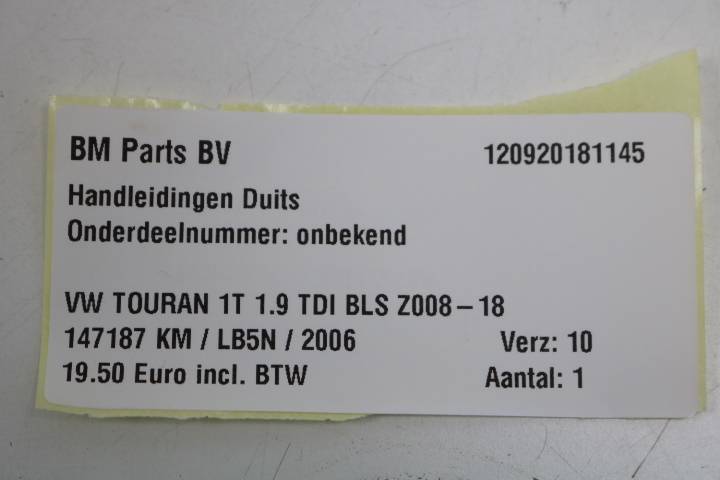 BM Parts BV 120920181145
Handleidingen Duits
Onderdeelnummer: onbekend
VW TOURAN 1T 1.9 TDI BLS Z008-18
147187 KM / LB5N / 2006 Verz: 10
19.50 Euro incl. BTW Aantal: 1